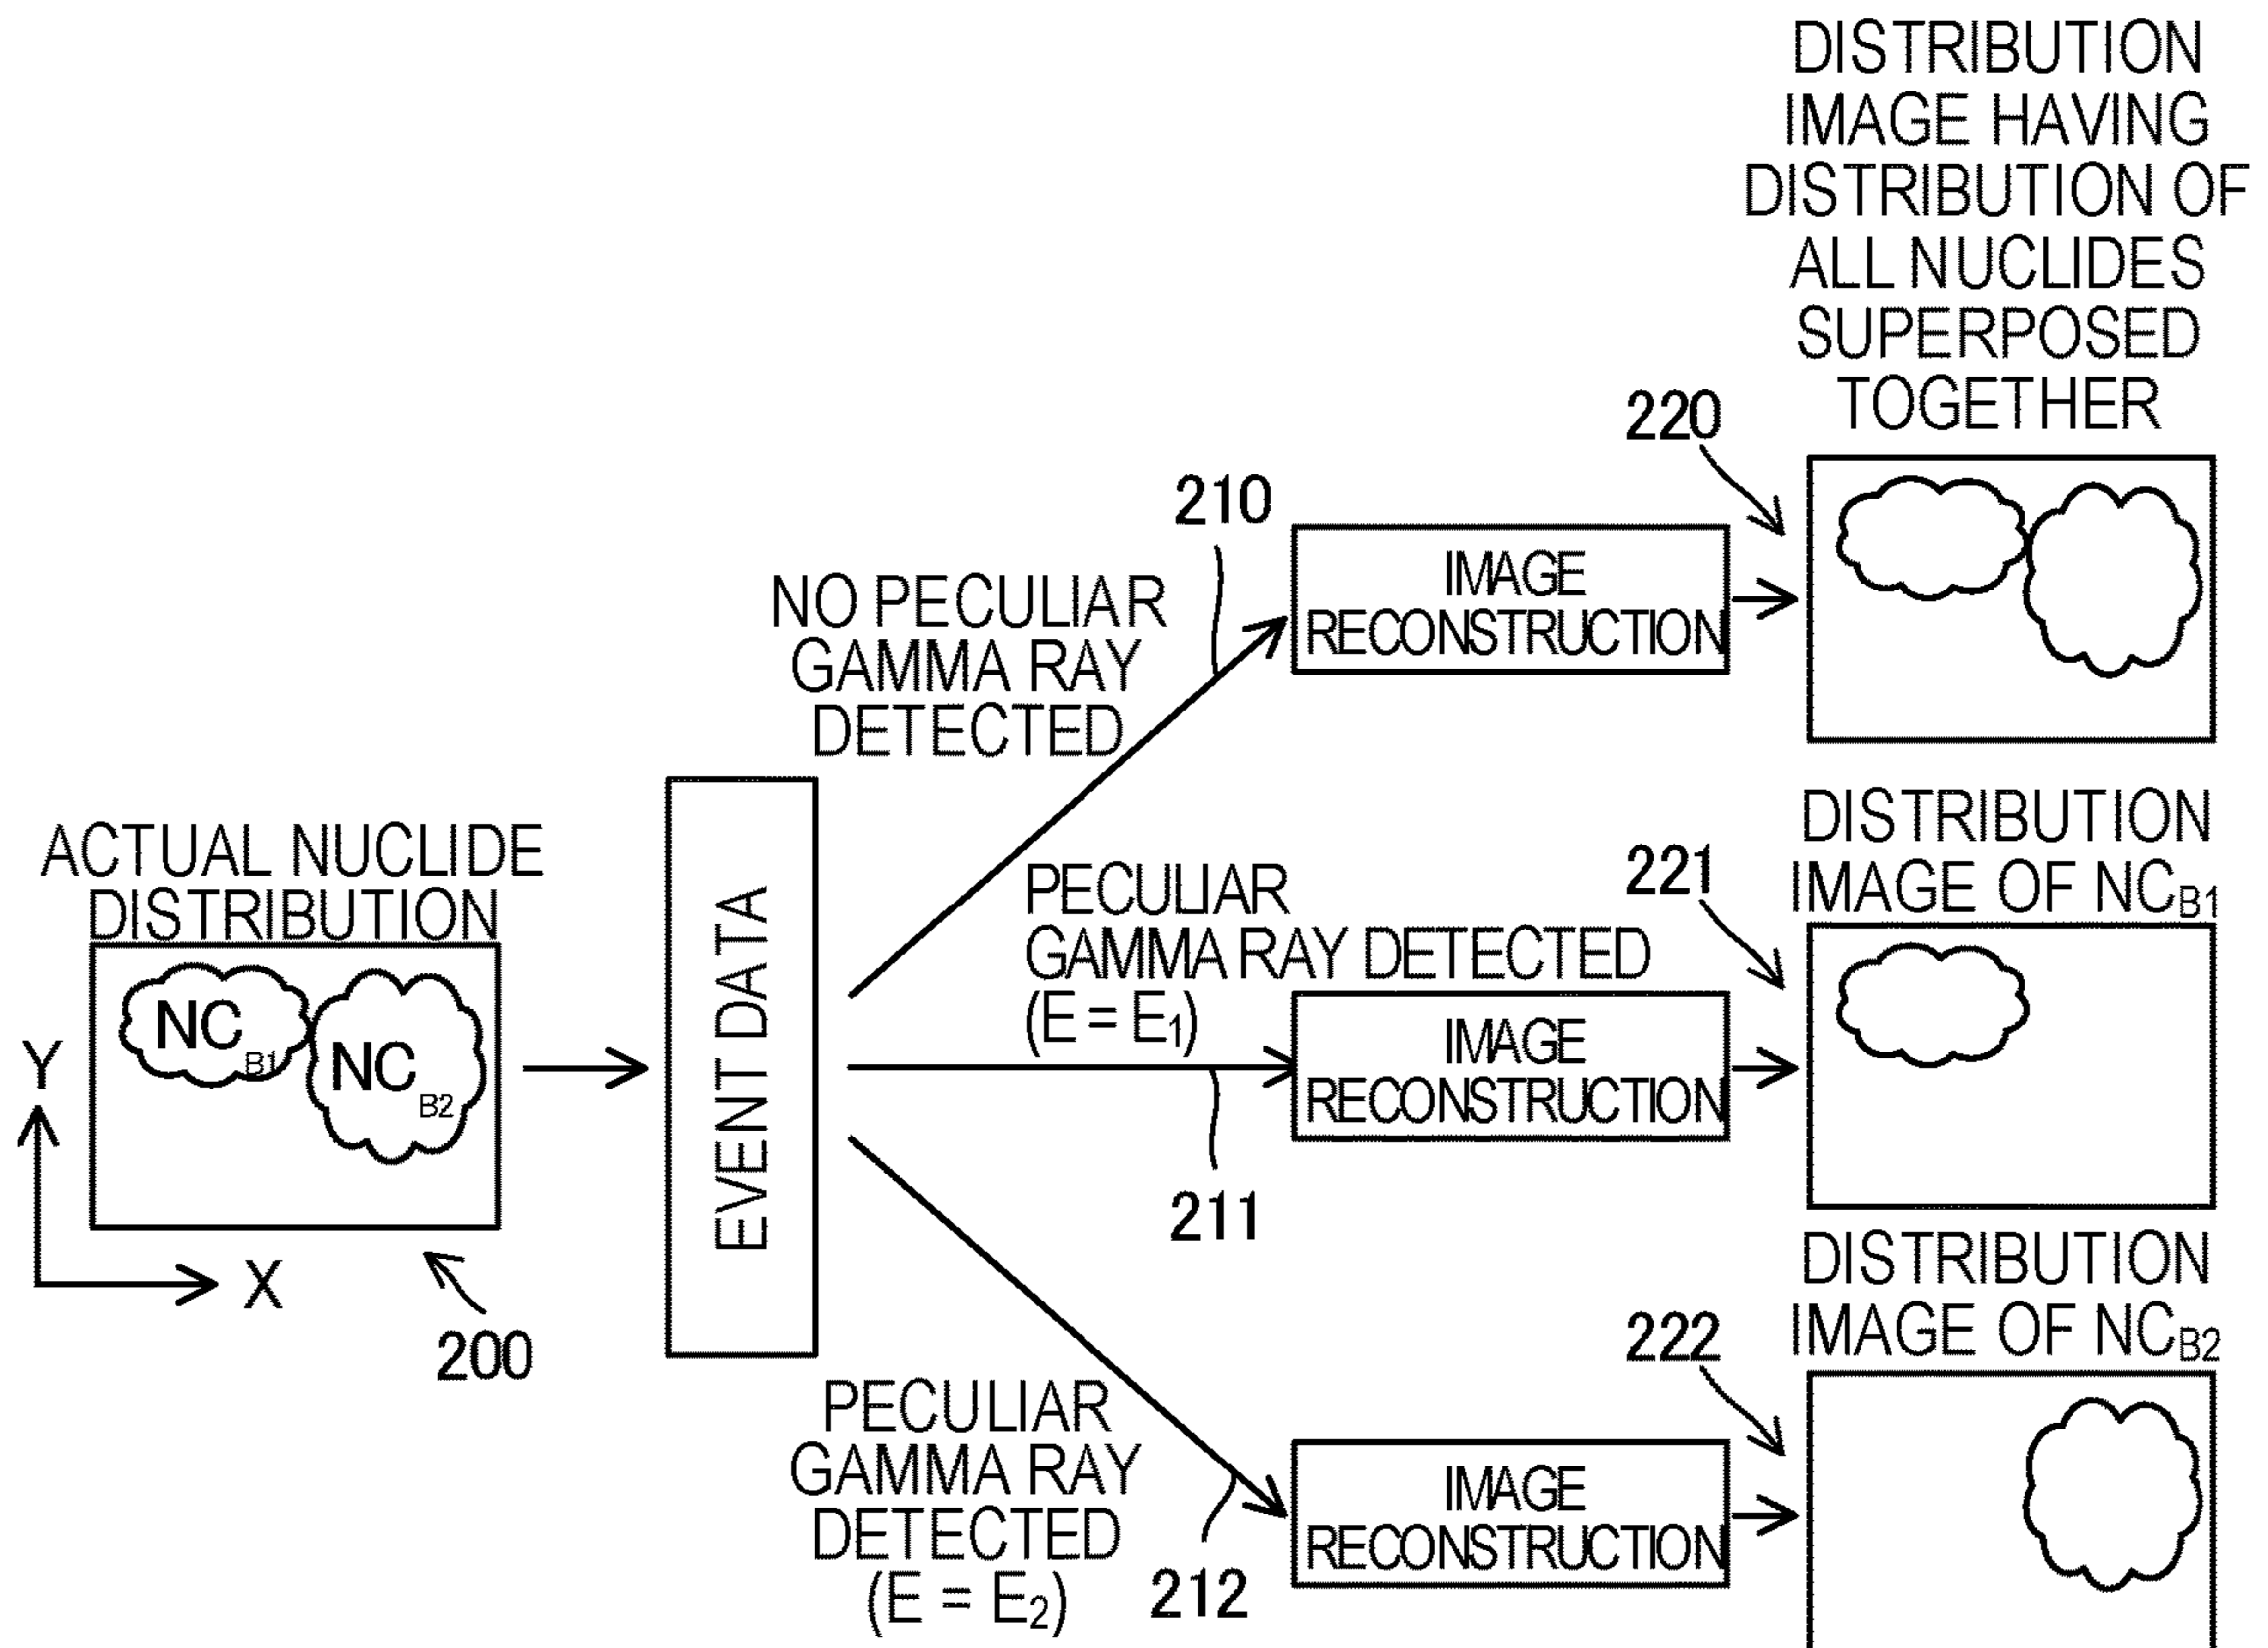 DISTRIBUTION
IMAGE HAVING
DISTRIBUTION OF
ALL NUCLIDES
SUPERPOSED
TOGETHER
220
210
IMAGE
RECONSTRUCTION
NO PECULIAR
GAMMA RAY
DETECTED
ACTUAL NUCLIDE
DISTRIBUTION
NC B1
NC B2
Y
X
200
EVENT DATA
PECULIAR
GAMMA RAY DETECTED
(E = E1)
211
IMAGE
RECONSTRUCTION
221
DISTRIBUTION
IMAGE OF NCB1
PECULIAR
GAMMA RAY
DETECTED
(E = E2)
212
IMAGE
RECONSTRUCTION
222
DISTRIBUTION
IMAGE OF NCB2